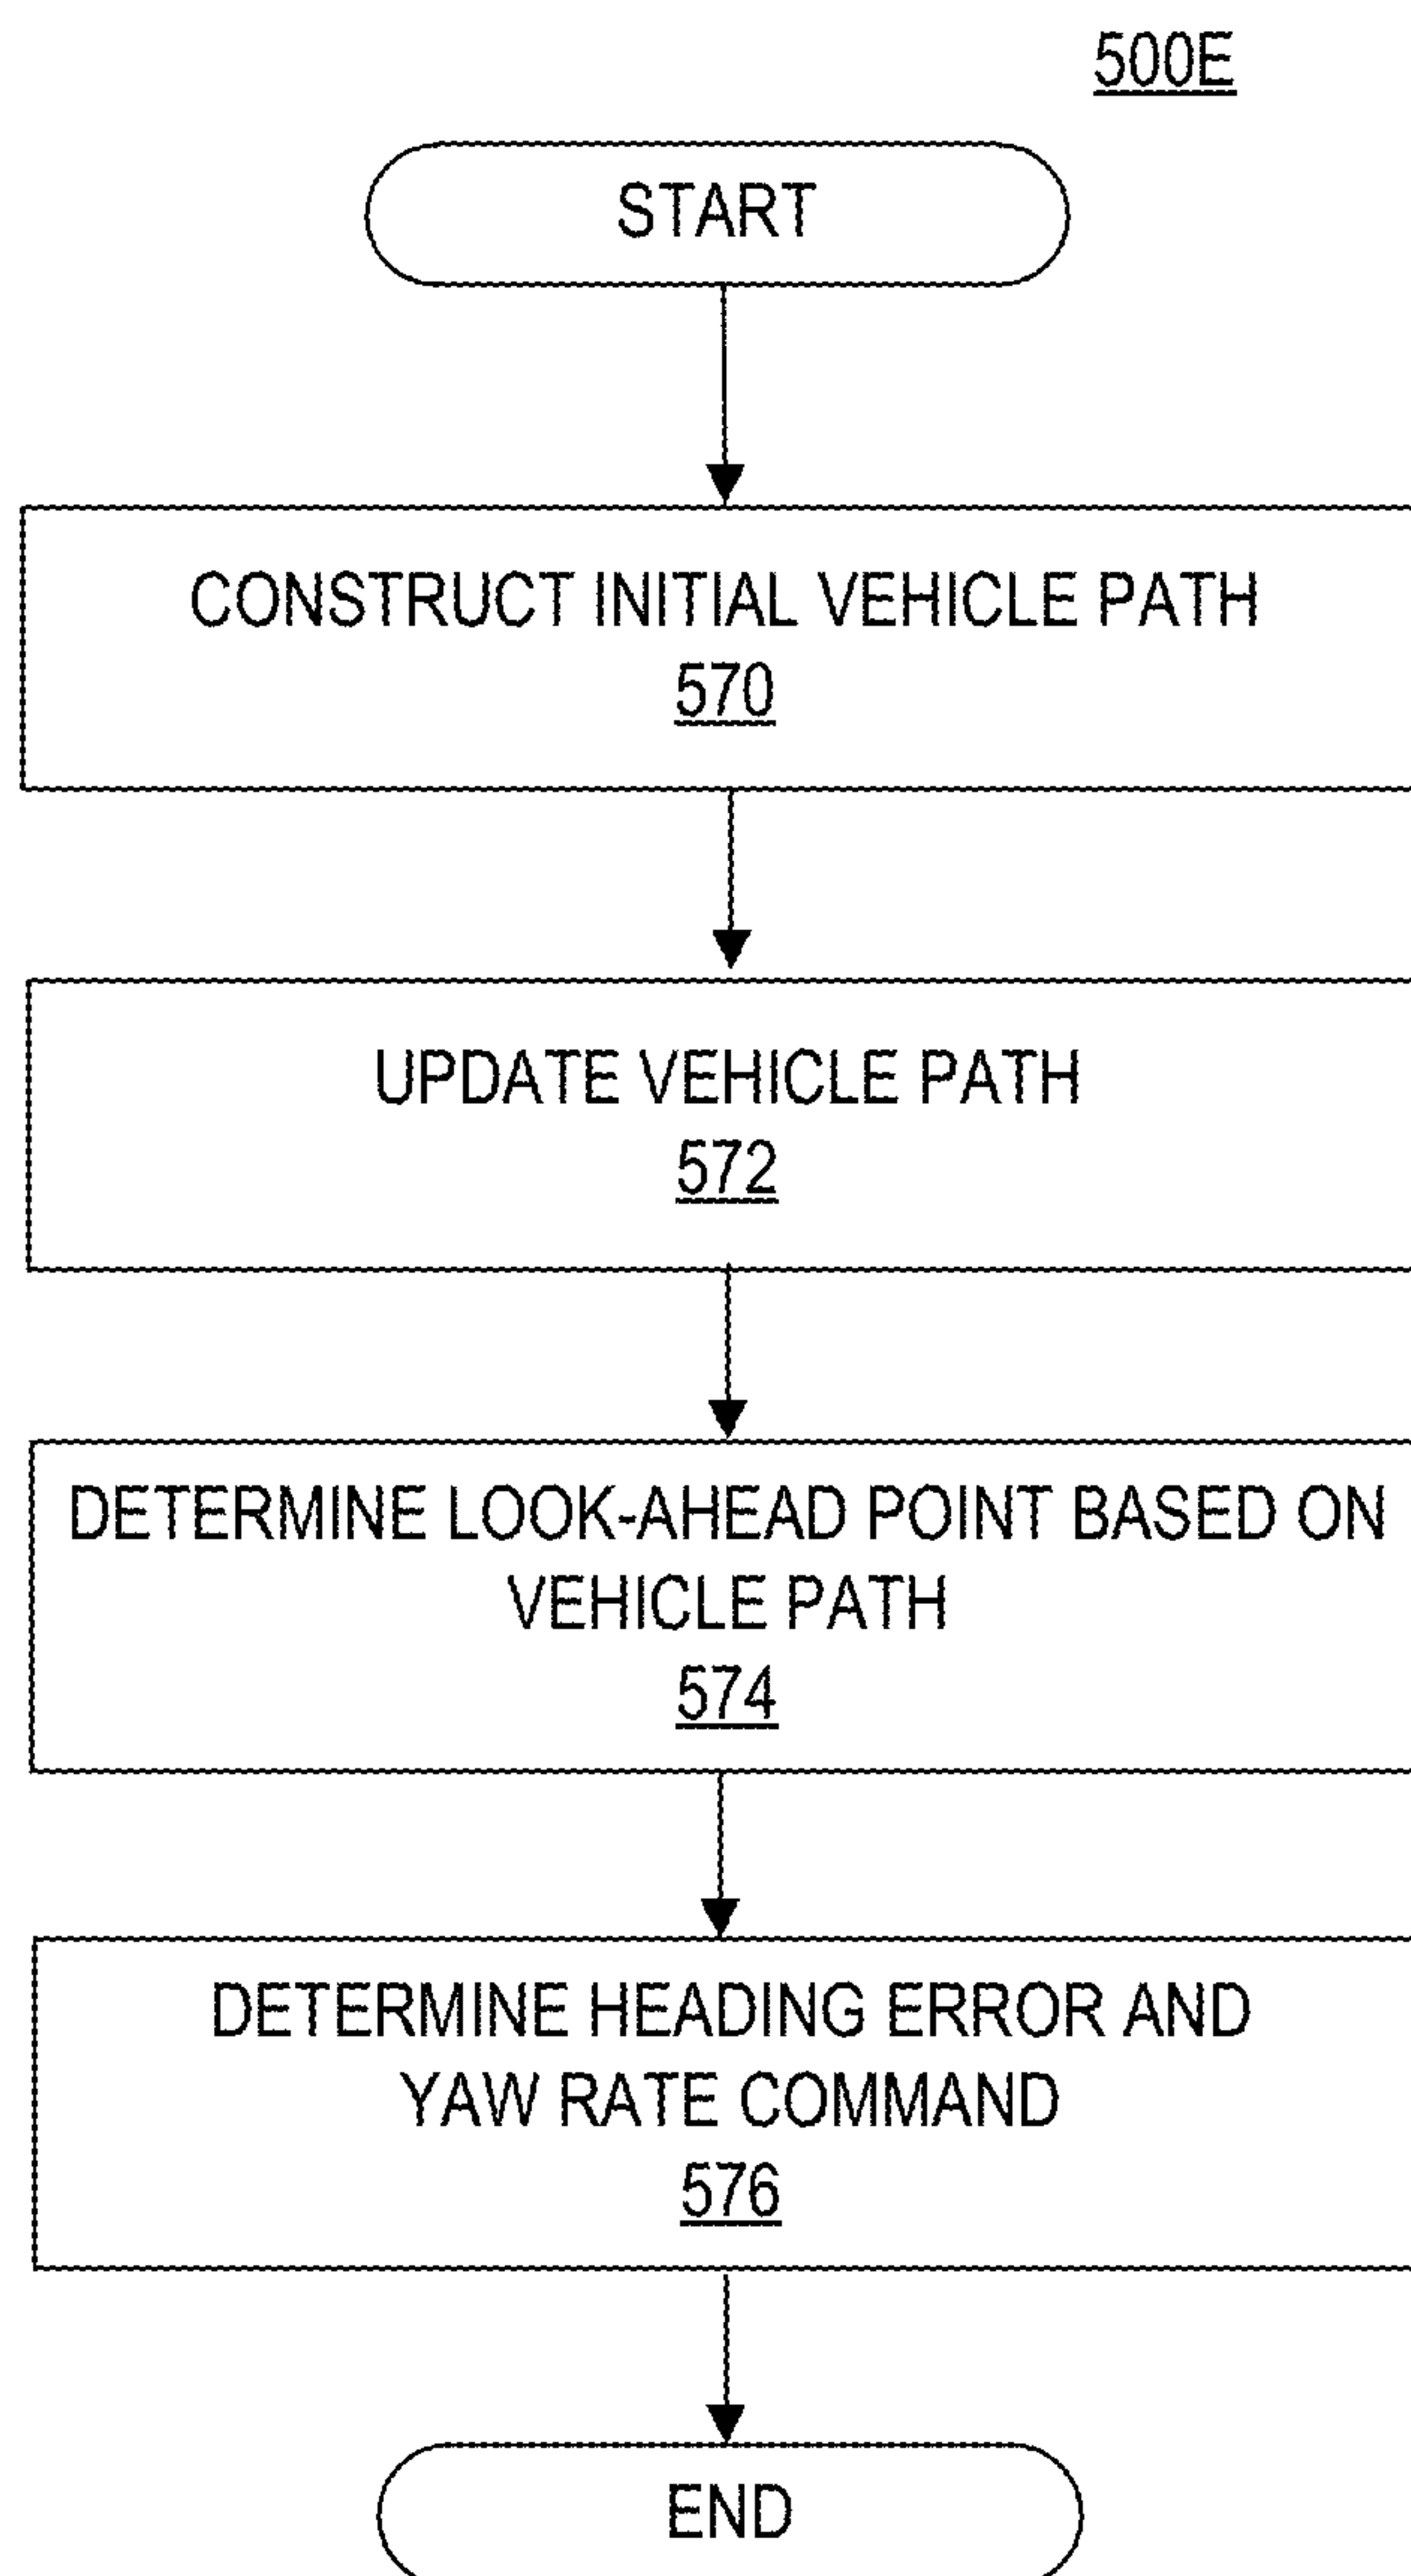 500E
START
CONSTRUCT INITIAL VEHICLE PATH
570
UPDATE VEHICLE PATH
572
DETERMINE LOOK-AHEAD POINT BASED ON
VEHICLE PATH
574
DETERMINE HEADING ERROR AND
YAW RATE COMMAND
576
END